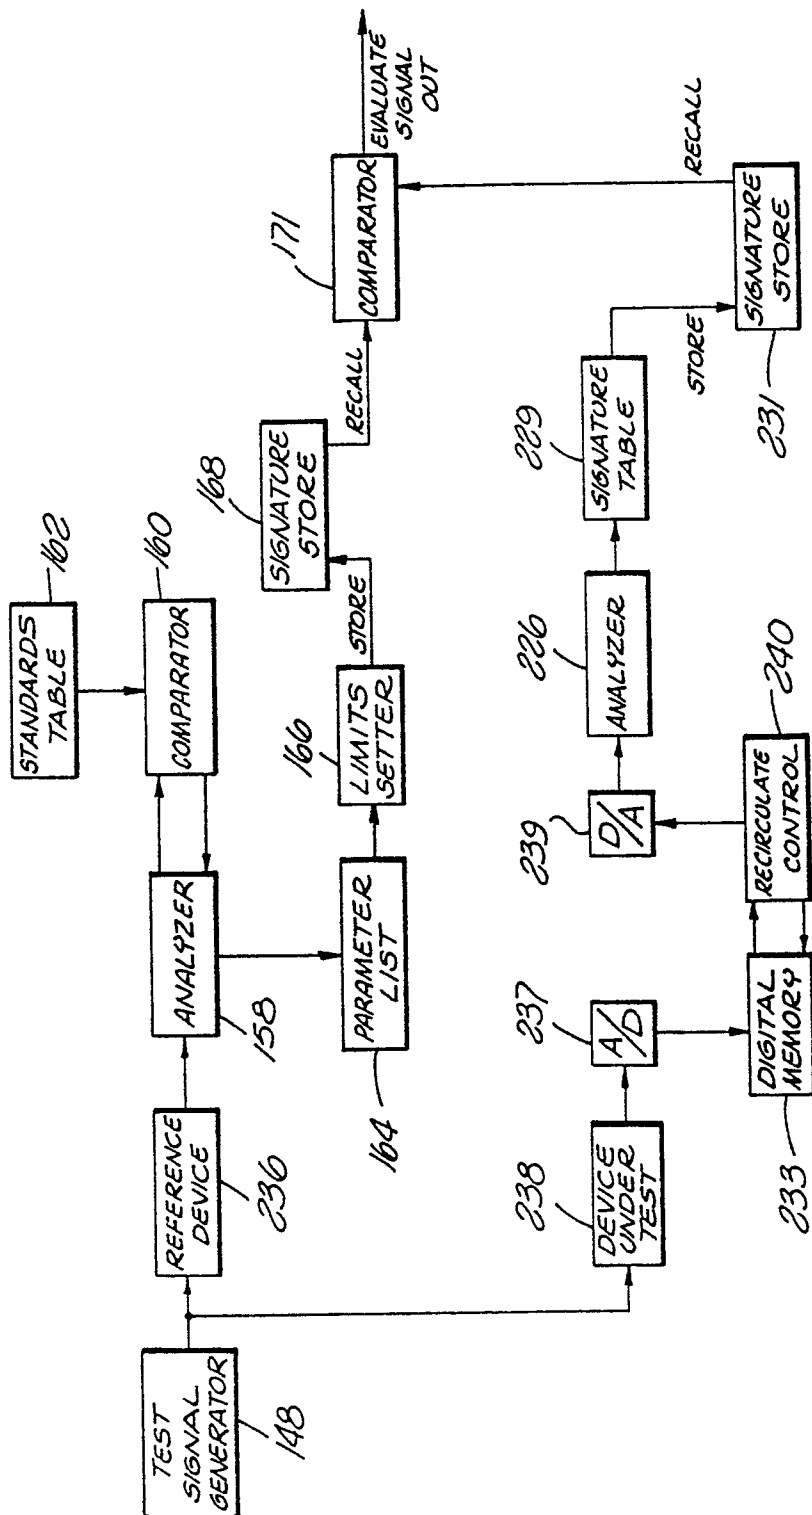 STANDARDS
TABLE
162
COMPARATOR
160
TEST
SIGNAL
GENERATOR
148
REFERENCE
DEVICE
236
ANALYZER
158
PARAMETER
LIST
164
LIMITS
SETTER
166
STORE
SIGNATURE
STORE
168
RECALL
COMPARATOR
171
EVALUATE
SIGNAL
OUT
DEVICE
UNDER
TEST
238
A/D
237
DIGITAL
MEMORY
233
RECIRCULATE
CONTROL
240
D/A
239
ANALYZER
226
SIGNATURE
TABLE
229
STORE
SIGNATURE
STORE
231
RECALL